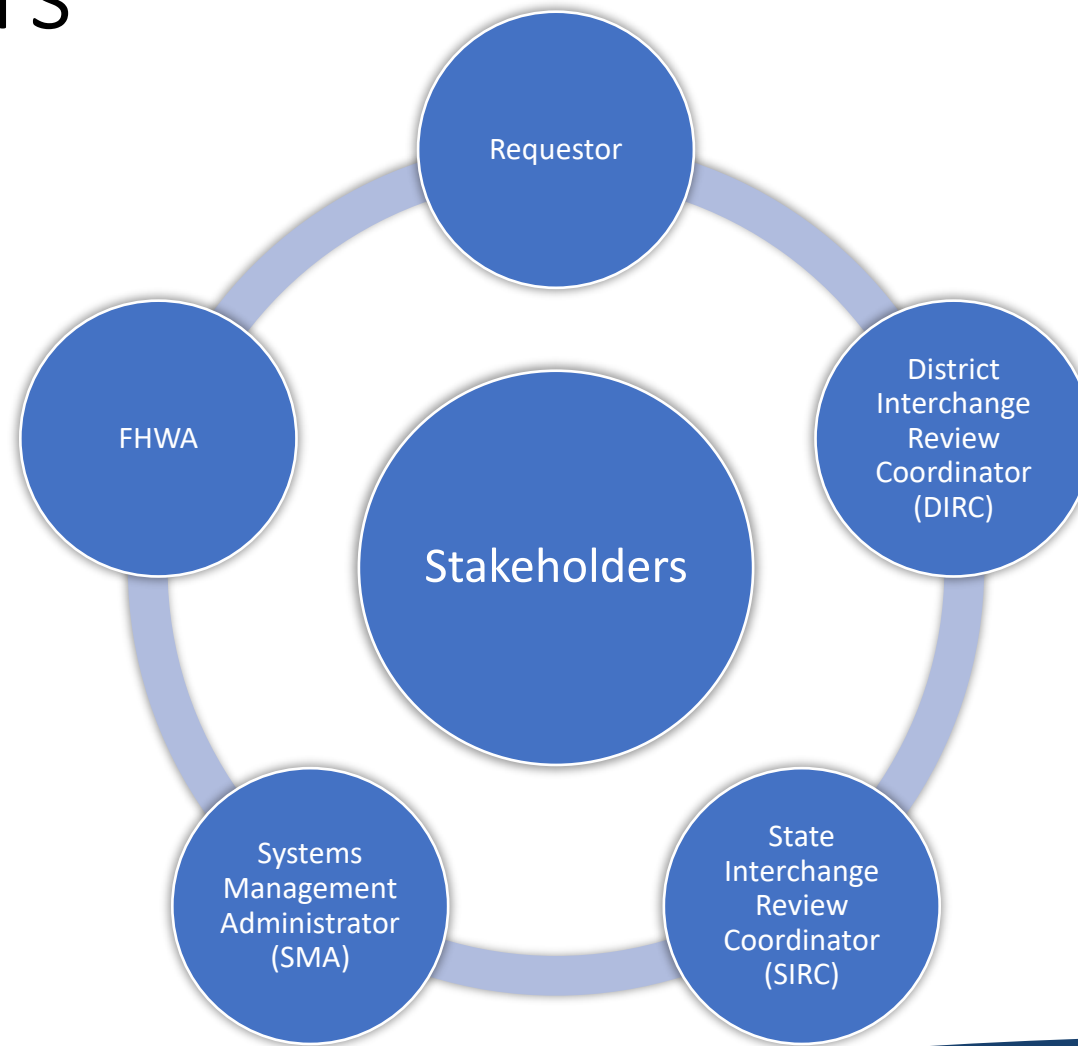 Requestor
District
Interchange
Review
Coordinator
(DIRC)
FHWA
Stakeholders
State
Interchange
Review
Coordinator
(SIRC)
Systems
Management
Administrator
(SMA)